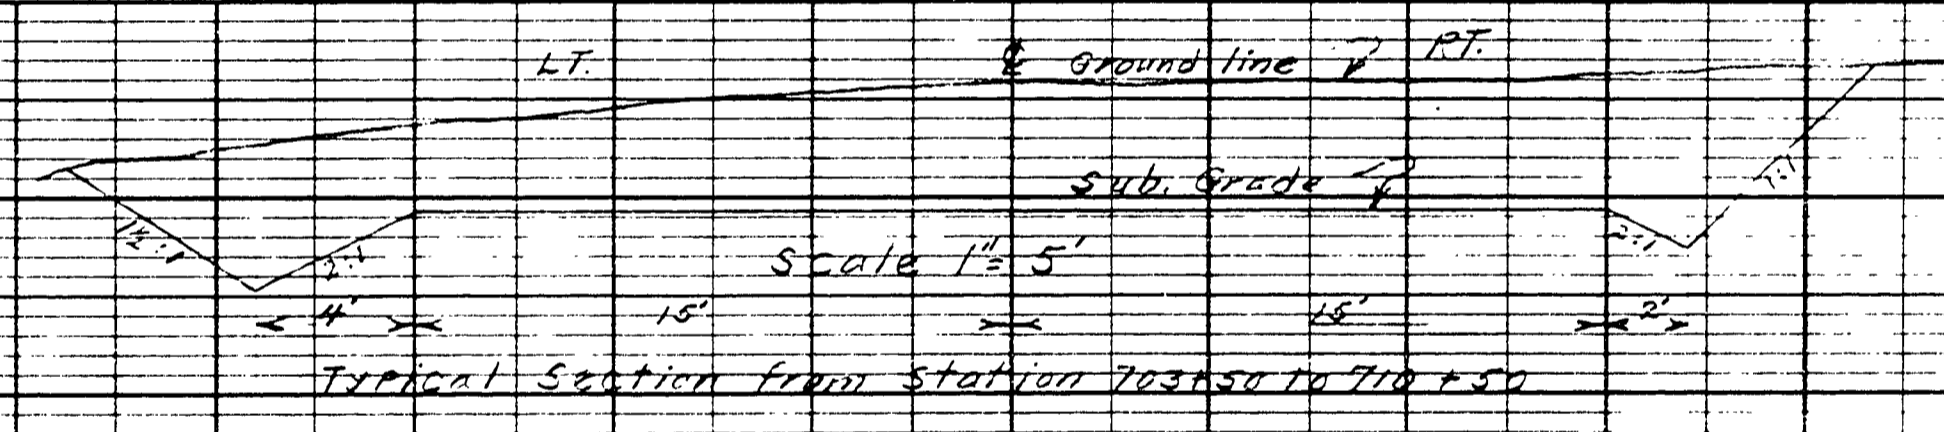 LT.
℄ Ground line
RT.
Sub. Grade
1½:1
2:1
Scale 1"= 5'
2:1
1:1
4'
15'
15'
2'
Typical Section from Station 703+50 to 710+50